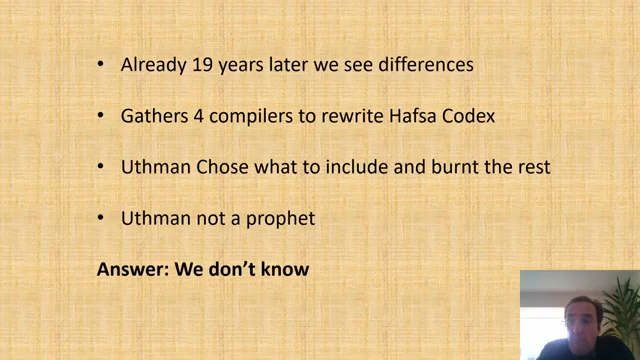 • Already 19 years later we see differences
• Gathers 4 compilers to rewrite Hafsa Codex
• Uthman Chose what to include and burnt the rest
• Uthman not a prophet
Answer: We don't know